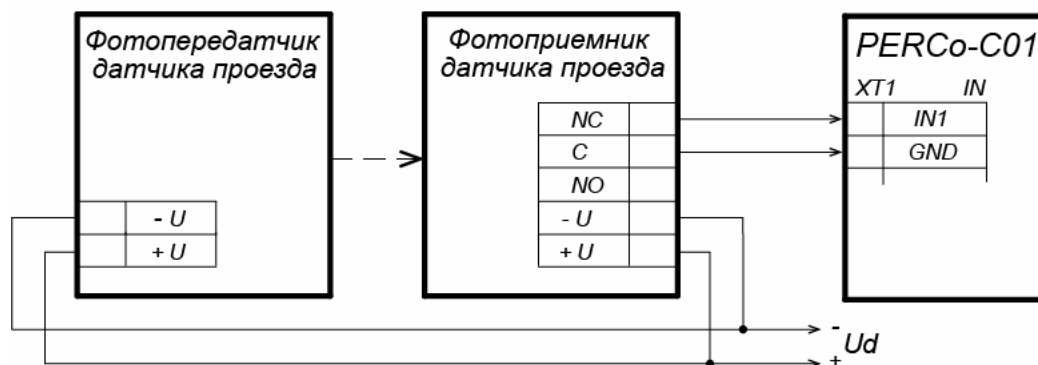 Фотопередатчик
датчика проезда
- U
+ U
Фотоприемник
датчика проезда
NC
C
NO
- U
+ U
PERCo-C01
XT1 IN
IN1
GND
-
Ud
+